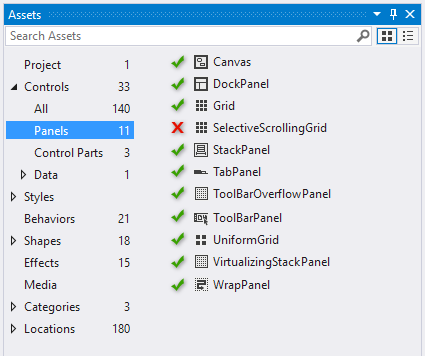 Assets
Search Assets
Project 1
Controls 33
All 140
Panels 11
Control Parts 3
Data 1
Styles
Behaviors 21
Shapes 18
Effects 15
Media
Categories 3
Locations 180
Canvas
DockPanel
Grid
SelectiveScrollingGrid
StackPanel
TabPanel
ToolBarOverflowPanel
ToolBarPanel
UniformGrid
VirtualizingStackPanel
WrapPanel